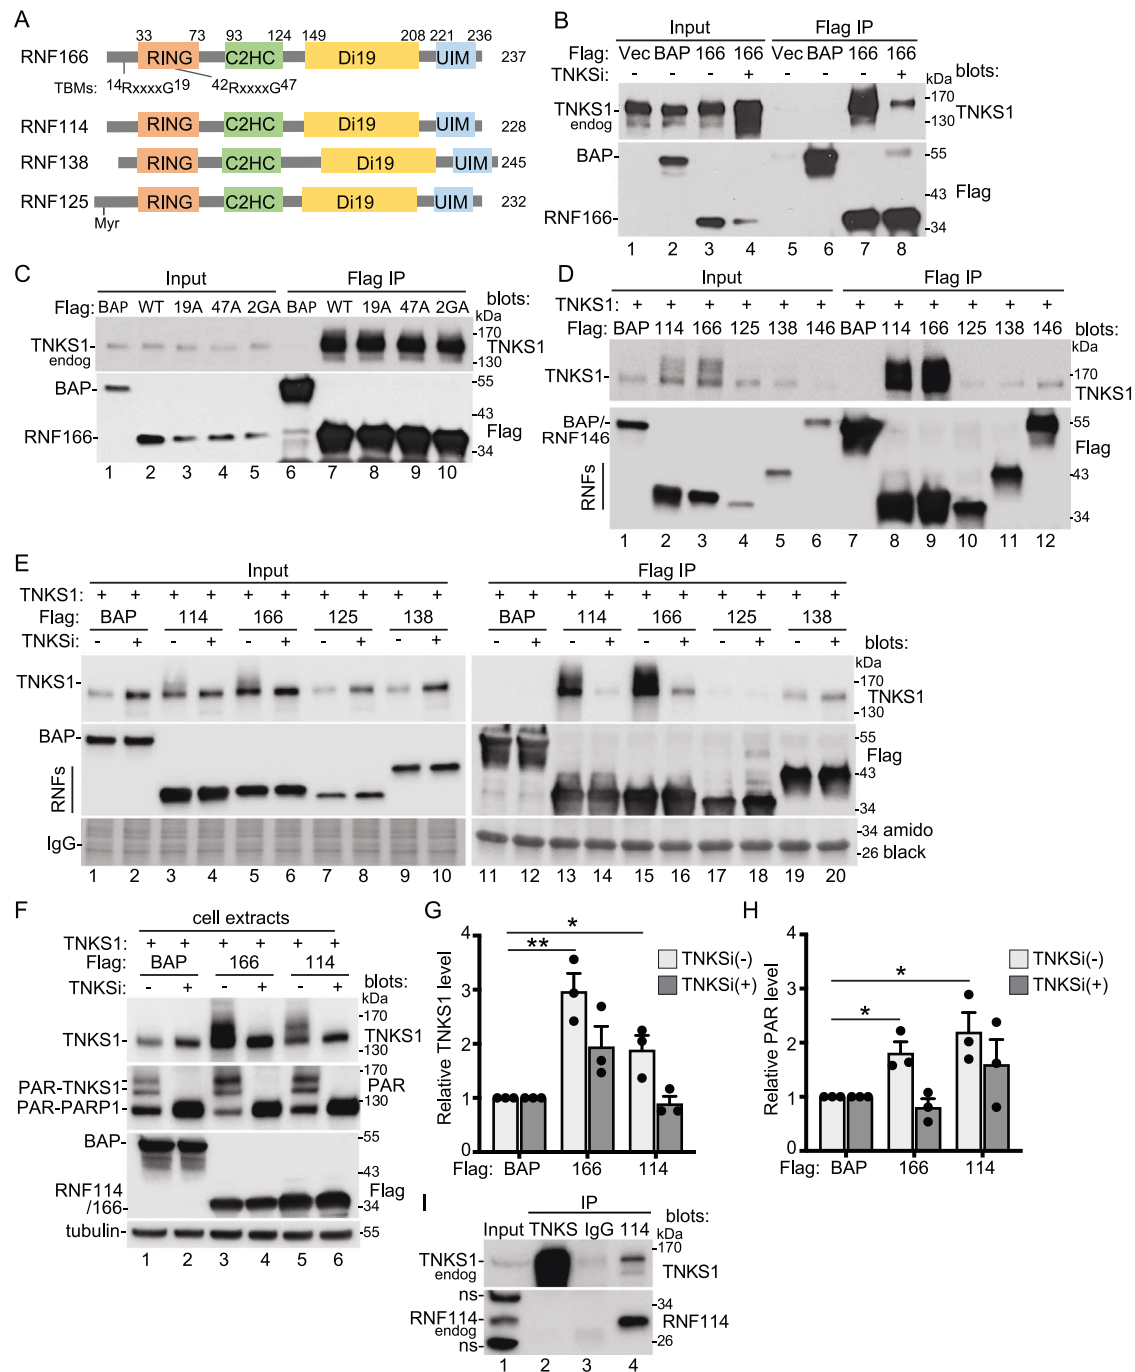 A
33 73 93 124 149 208 221 236
RNF166 RING C2HC Di19 UIM 237
TBMs: 14RxxxxG19 42RxxxxG47
RNF114 RING C2HC Di19 UIM 228
RNF138 RING C2HC Di19 UIM 245
RNF125 RING C2HC Di19 UIM 232
Myr
B
Input Flag IP
Flag: Vec BAP 166 166 Vec BAP 166 166
TNKSi: - - - + - - - + kDa blots:
TNKS1 endog -170 -130 TNKS1
BAP- -55
-43 Flag
RNF166- -34
1 2 3 4 5 6 7 8
C
Input Flag IP
Flag: BAP WT 19A 47A 2GA BAP WT 19A 47A 2GA blots: kDa
TNKS1 endog -170 -130 TNKS1
BAP- -55
-43
RNF166- Flag
-34
1 2 3 4 5 6 7 8 9 10
D
Input Flag IP
TNKS1: + + + + + + + + + + + +
Flag: BAP 114 166 125 138 146 BAP 114 166 125 138 146 blots: kDa
TNKS1- -170 TNKS1
BAP/RNF146 -55
Flag
RNFs -43
-34
1 2 3 4 5 6 7 8 9 10 11 12
E
Input Flag IP
TNKS1: + + + + + + + + + + + + + + + + + + + +
Flag: BAP 114 166 125 138 BAP 114 166 125 138
TNKSi: - + - + - + - + - + - + - + - + - + - + blots: kDa
TNKS1- -170 TNKS1 -130
BAP- -55
Flag
RNFs -43
-34
IgG- -34 amido
-26 black
1 2 3 4 5 6 7 8 9 10 11 12 13 14 15 16 17 18 19 20
F
cell extracts
TNKS1: + + + + + +
Flag: BAP 166 114
TNKSi: - + - + - + blots: kDa
-170
TNKS1- TNKS1
-130
PAR-TNKS1- PAR
PAR-PARP1- -130
BAP- -55
-43
RNF114/166 -34 Flag
tubulin- -55
1 2 3 4 5 6
G
Relative TNKS1 level
4
3
2
1
0
** *
TNKSi(-)
TNKSi(+)
Flag: BAP 166 114
H
Relative PAR level
4
3
2
1
0
* *
TNKSi(-)
TNKSi(+)
Flag: BAP 166 114
I
IP
Input TNKS IgG 114 blots: kDa
-170
TNKS1- endog TNKS1
ns-
-34
RNF114- endog RNF114
ns- -26
1 2 3 4